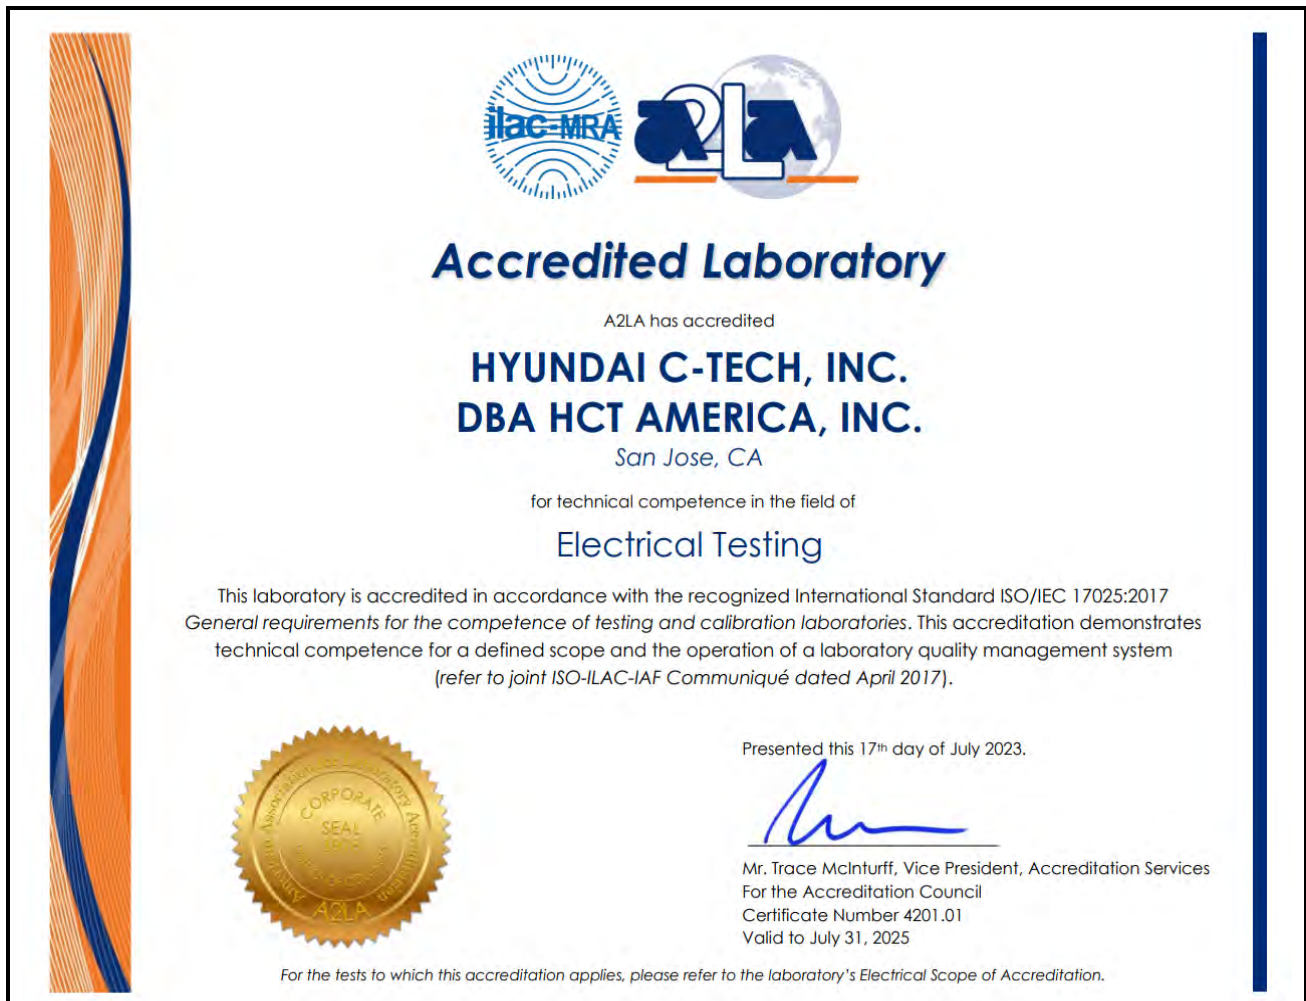 ilac-MRA
A2LA
Accredited Laboratory
A2LA has accredited
HYUNDAI C-TECH, INC.
DBA HCT AMERICA, INC.
San Jose, CA
for technical competence in the field of
Electrical Testing
This laboratory is accredited in accordance with the recognized International Standard ISO/IEC 17025:2017
General requirements for the competence of testing and calibration laboratories. This accreditation demonstrates
technical competence for a defined scope and the operation of a laboratory quality management system
(refer to joint ISO-ILAC-IAF Communiqué dated April 2017).
American Association for Laboratory Accreditation
CORPORATE
SEAL
A2LA
Presented this 17th day of July 2023.
Mr. Trace McInturff, Vice President, Accreditation Services
For the Accreditation Council
Certificate Number 4201.01
Valid to July 31, 2025
For the tests to which this accreditation applies, please refer to the laboratory's Electrical Scope of Accreditation.